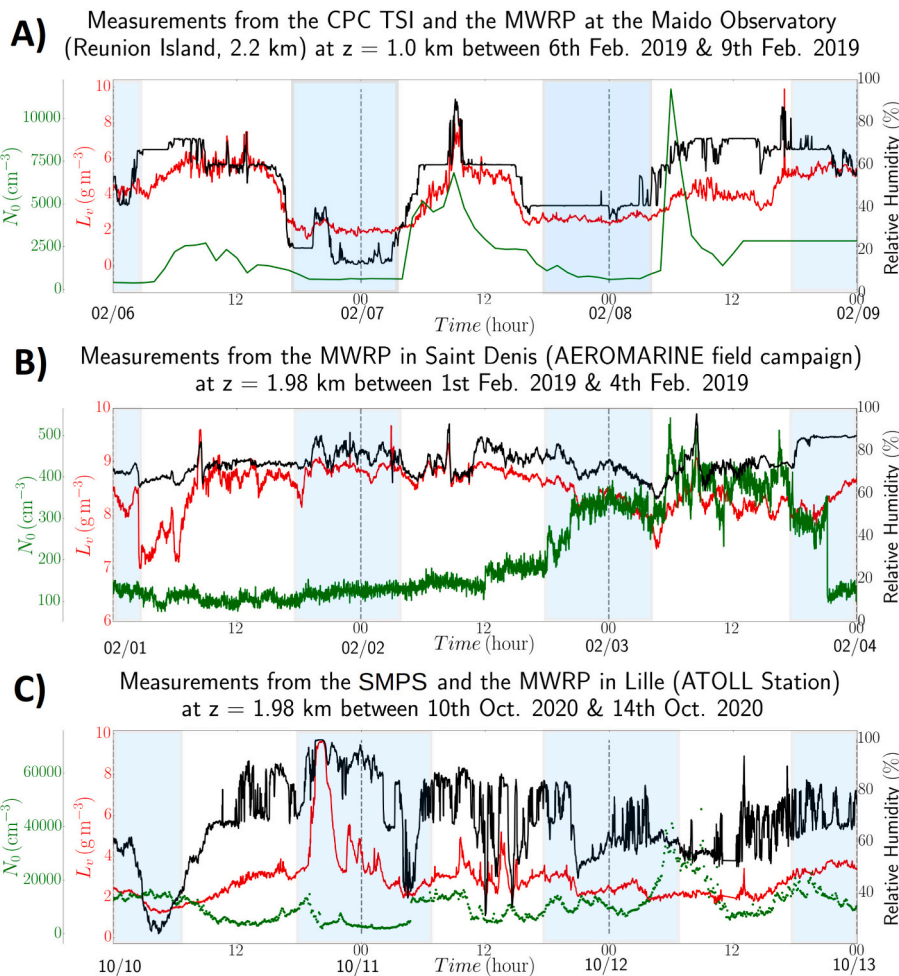 A)
Measurements from the CPC TSI and the MWRP at the Maido Observatory
(Reunion Island, 2.2 km) at z = 1.0 km between 6th Feb. 2019 & 9th Feb. 2019
N₀ (cm⁻³)
10000
7500
5000
2500
0
L_v (g m⁻³)
10
8
6
4
2
0
Relative Humidity (%)
100
80
60
40
20
0
12 00 12 00 12 00
02/06 02/07 02/08 02/09
Time (hour)
B)
Measurements from the MWRP in Saint Denis (AEROMARINE field campaign)
at z = 1.98 km between 1st Feb. 2019 & 4th Feb. 2019
N₀ (cm⁻³)
500
400
300
200
100
L_v (g m⁻³)
10
9
8
7
6
Relative Humidity (%)
100
80
60
40
20
0
12 00 12 00 12 00
02/01 02/02 02/03 02/04
Time (hour)
C)
Measurements from the SMPS and the MWRP in Lille (ATOLL Station)
at z = 1.98 km between 10th Oct. 2020 & 14th Oct. 2020
N₀ (cm⁻³)
60000
40000
20000
0
L_v (g m⁻³)
10
8
6
4
2
0
Relative Humidity (%)
100
80
60
40
12 00 12 00 12 00
10/10 10/11 10/12 10/13
Time (hour)